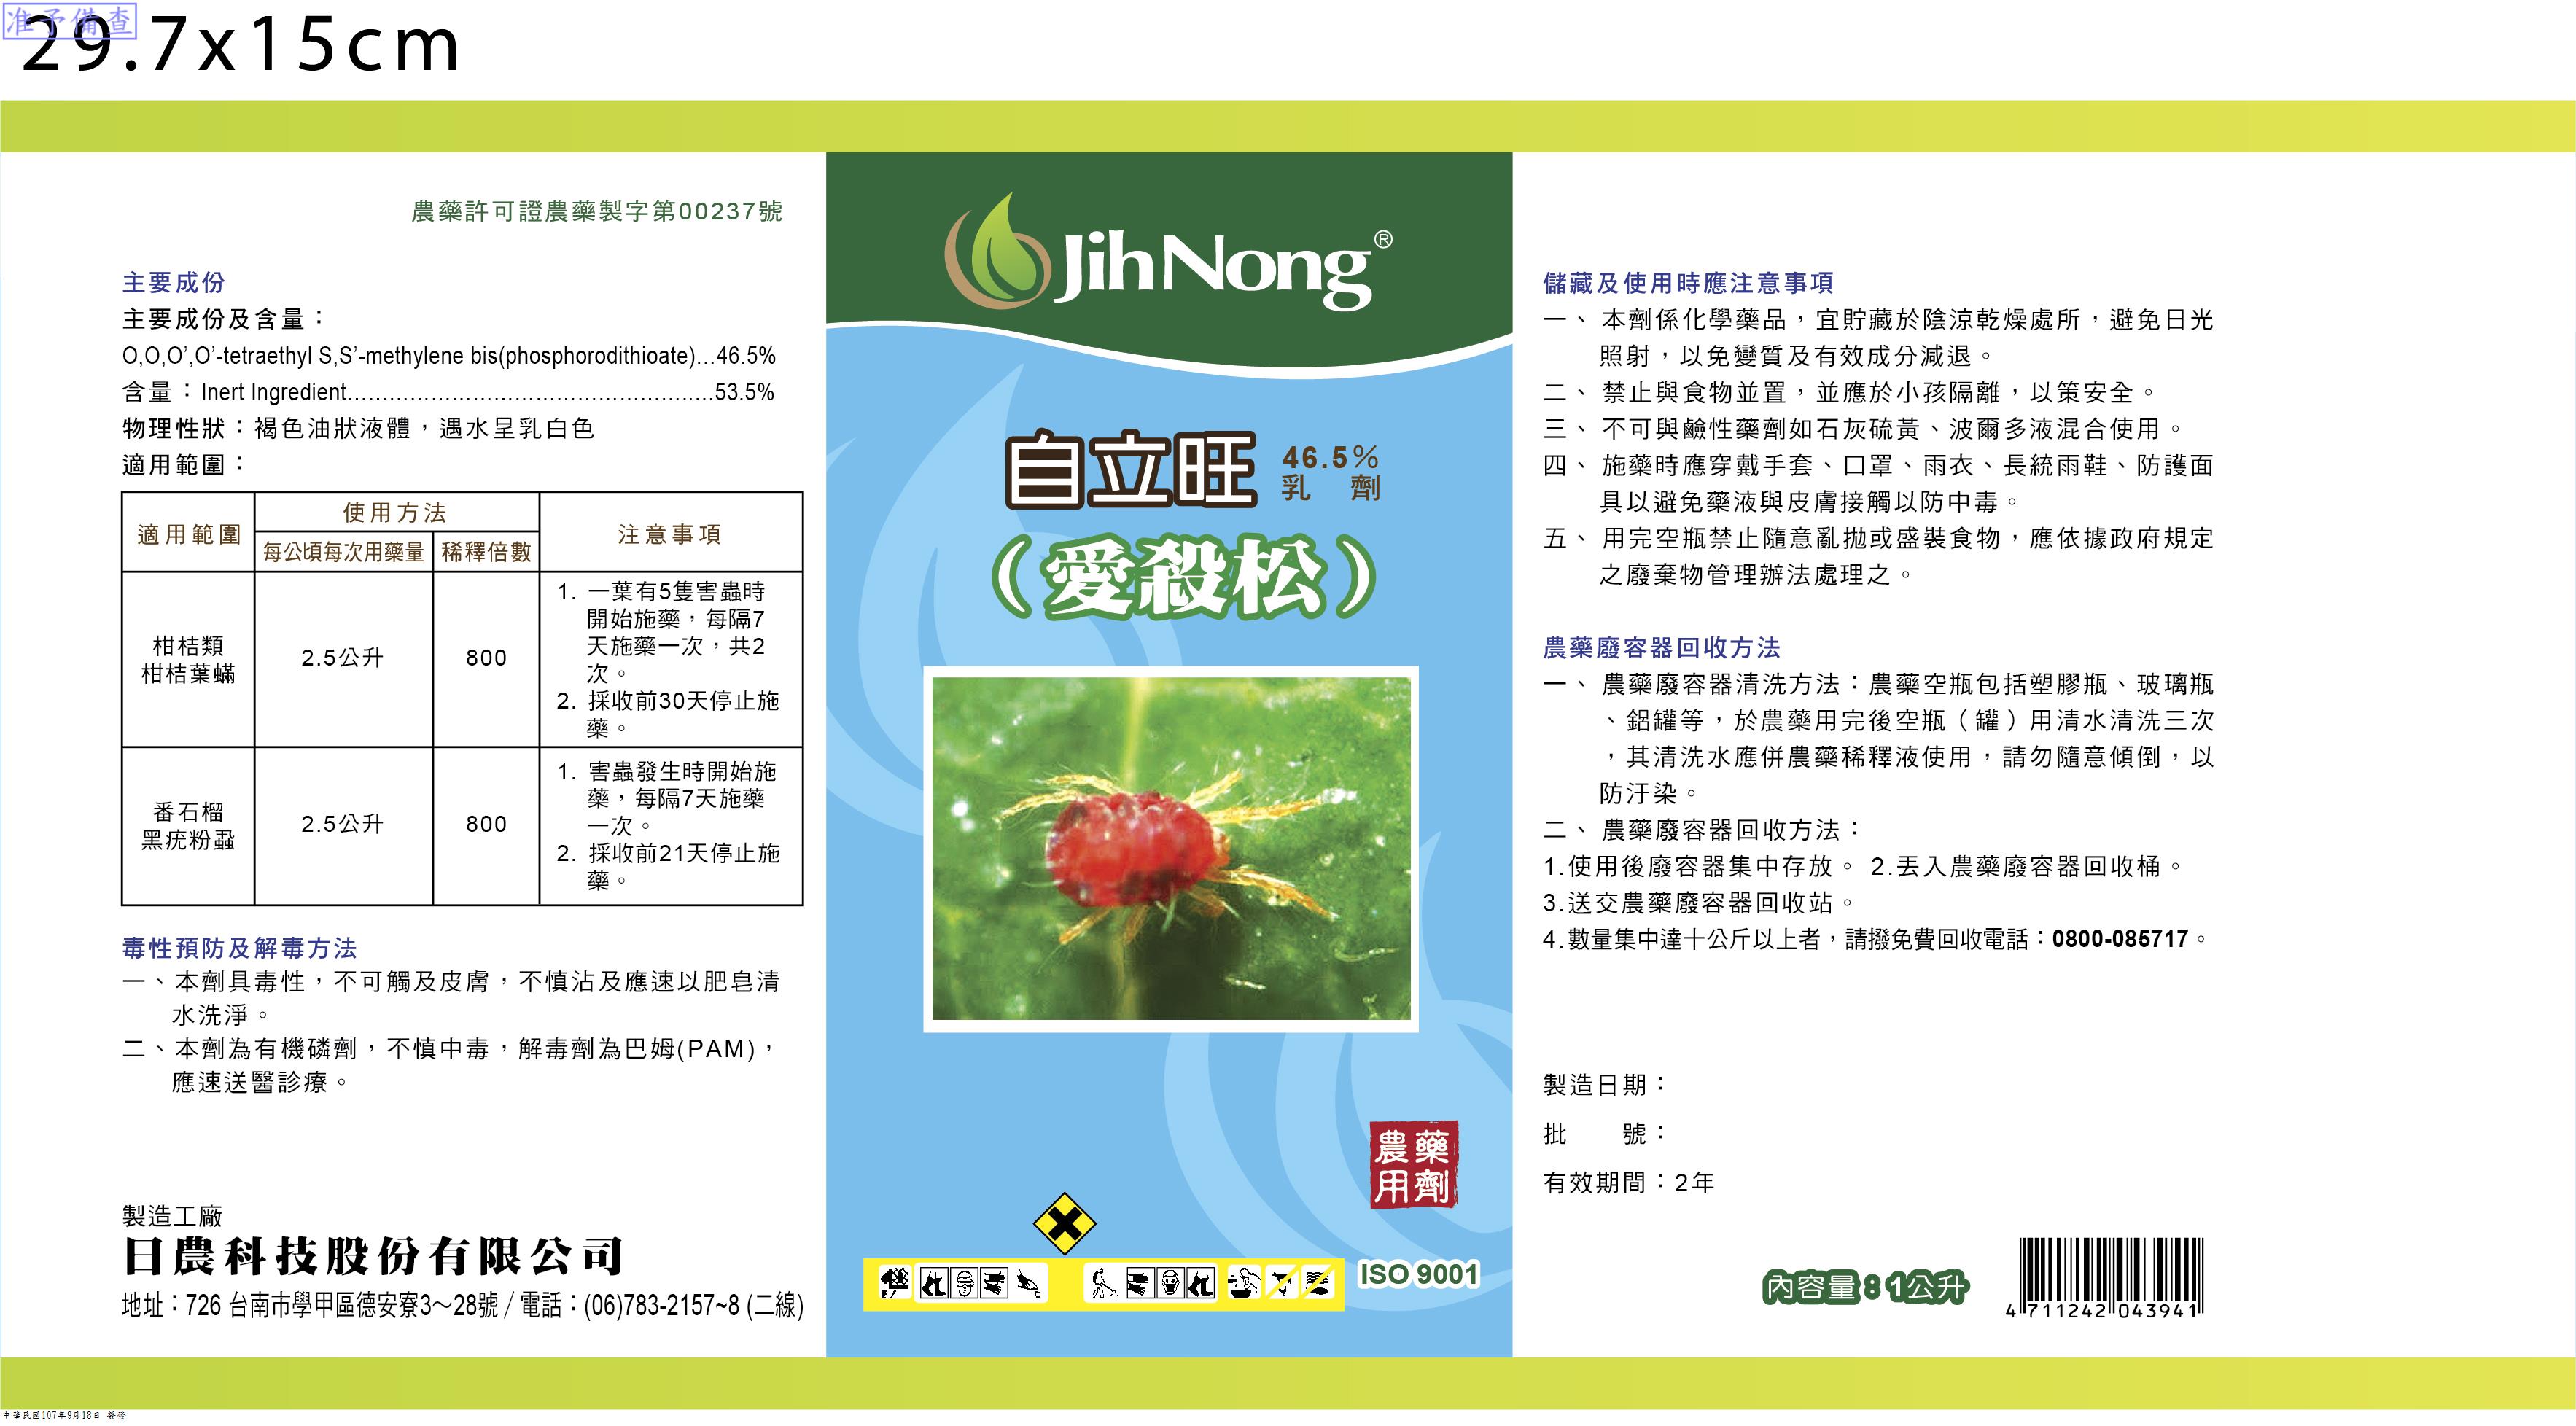 准予備查
29.7x15cm
農藥許可證農藥製字第00237號
主要成份
主要成份及含量：
O,O,O’,O’-tetraethyl S,S’-methylene bis(phosphorodithioate)...46.5%
含量：Inert Ingredient.....................................................53.5%
物理性狀：褐色油狀液體，遇水呈乳白色
適用範圍：
適用範圍
使用方法
注意事項
每公頃每次用藥量
稀釋倍數
柑桔類
柑桔葉蟎
2.5公升
800
1. 一葉有5隻害蟲時
開始施藥，每隔7
天施藥一次，共2
次。
2. 採收前30天停止施
藥。
番石榴
黑疣粉蝨
2.5公升
800
1. 害蟲發生時開始施
藥，每隔7天施藥
一次。
2. 採收前21天停止施
藥。
毒性預防及解毒方法
一、本劑具毒性，不可觸及皮膚，不慎沾及應速以肥皂清
水洗淨。
二、本劑為有機磷劑，不慎中毒，解毒劑為巴姆(PAM)，
應速送醫診療。
製造工廠
日農科技股份有限公司
地址：726 台南市學甲區德安寮3～28號／電話：(06)783-2157~8 (二線)
JihNong®
自立旺
46.5%
乳 劑
（愛殺松）
農藥
用劑
ISO 9001
儲藏及使用時應注意事項
一、 本劑係化學藥品，宜貯藏於陰涼乾燥處所，避免日光
照射，以免變質及有效成分減退。
二、 禁止與食物並置，並應於小孩隔離，以策安全。
三、 不可與鹼性藥劑如石灰硫黃、波爾多液混合使用。
四、 施藥時應穿戴手套、口罩、雨衣、長統雨鞋、防護面
具以避免藥液與皮膚接觸以防中毒。
五、 用完空瓶禁止隨意亂拋或盛裝食物，應依據政府規定
之廢棄物管理辦法處理之。
農藥廢容器回收方法
一、 農藥廢容器清洗方法：農藥空瓶包括塑膠瓶、玻璃瓶
、鋁罐等，於農藥用完後空瓶（罐）用清水清洗三次
，其清洗水應併農藥稀釋液使用，請勿隨意傾倒，以
防汙染。
二、 農藥廢容器回收方法：
1.使用後廢容器集中存放。 2.丟入農藥廢容器回收桶。
3.送交農藥廢容器回收站。
4.數量集中達十公斤以上者，請撥免費回收電話：0800-085717。
製造日期：
批 號：
有效期間：2年
內容量：1公升
4 711242 043941
中華民國107年9月18日 簽發